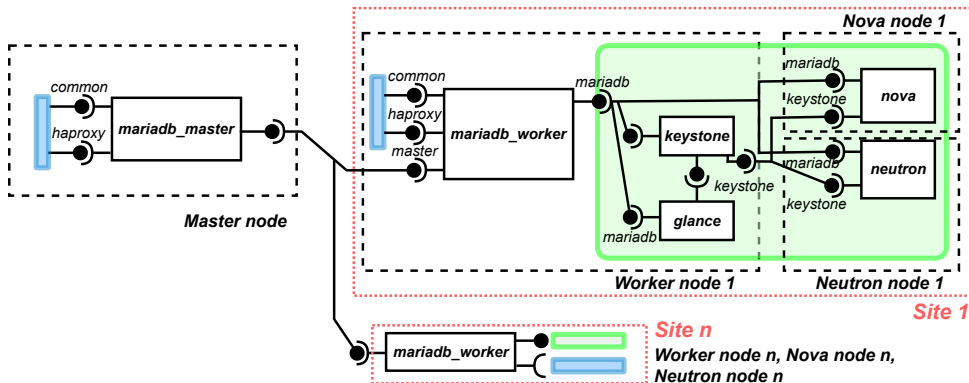 Nova node 1
common
haproxy
mariadb_master
Master node
common
haproxy
master
mariadb_worker
mariadb
keystone
keystone
mariadb
glance
mariadb
keystone
nova
mariadb
keystone
neutron
Worker node 1
Neutron node 1
Site 1
Site n
mariadb_worker
Worker node n, Nova node n,
Neutron node n